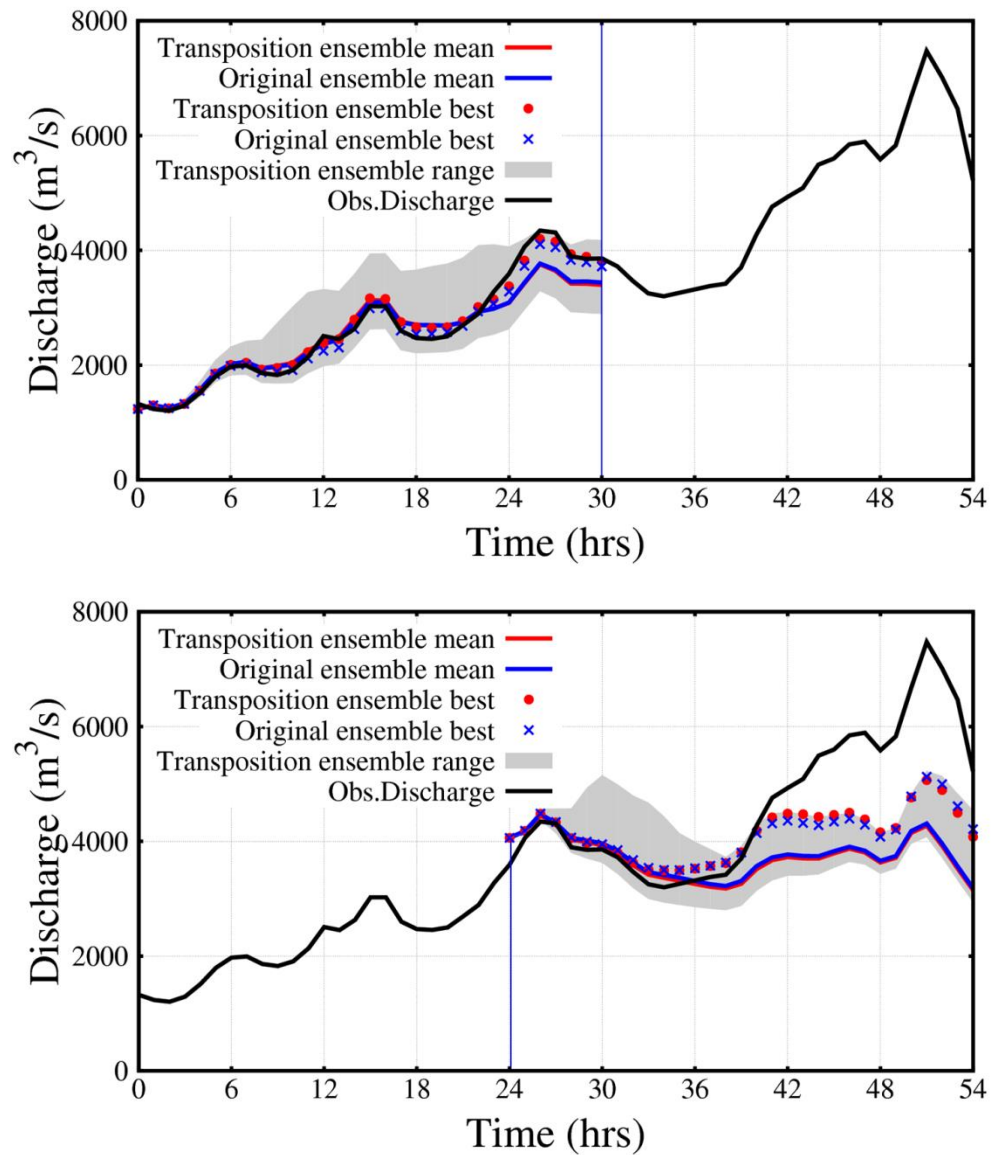 8000
6000
4000
2000
0
Discharge (m³/s)
Transposition ensemble mean
Original ensemble mean
Transposition ensemble best
Original ensemble best
Transposition ensemble range
Obs.Discharge
0 6 12 18 24 30 36 42 48 54
Time (hrs)
8000
6000
4000
2000
0
Discharge (m³/s)
Transposition ensemble mean
Original ensemble mean
Transposition ensemble best
Original ensemble best
Transposition ensemble range
Obs.Discharge
0 6 12 18 24 30 36 42 48 54
Time (hrs)